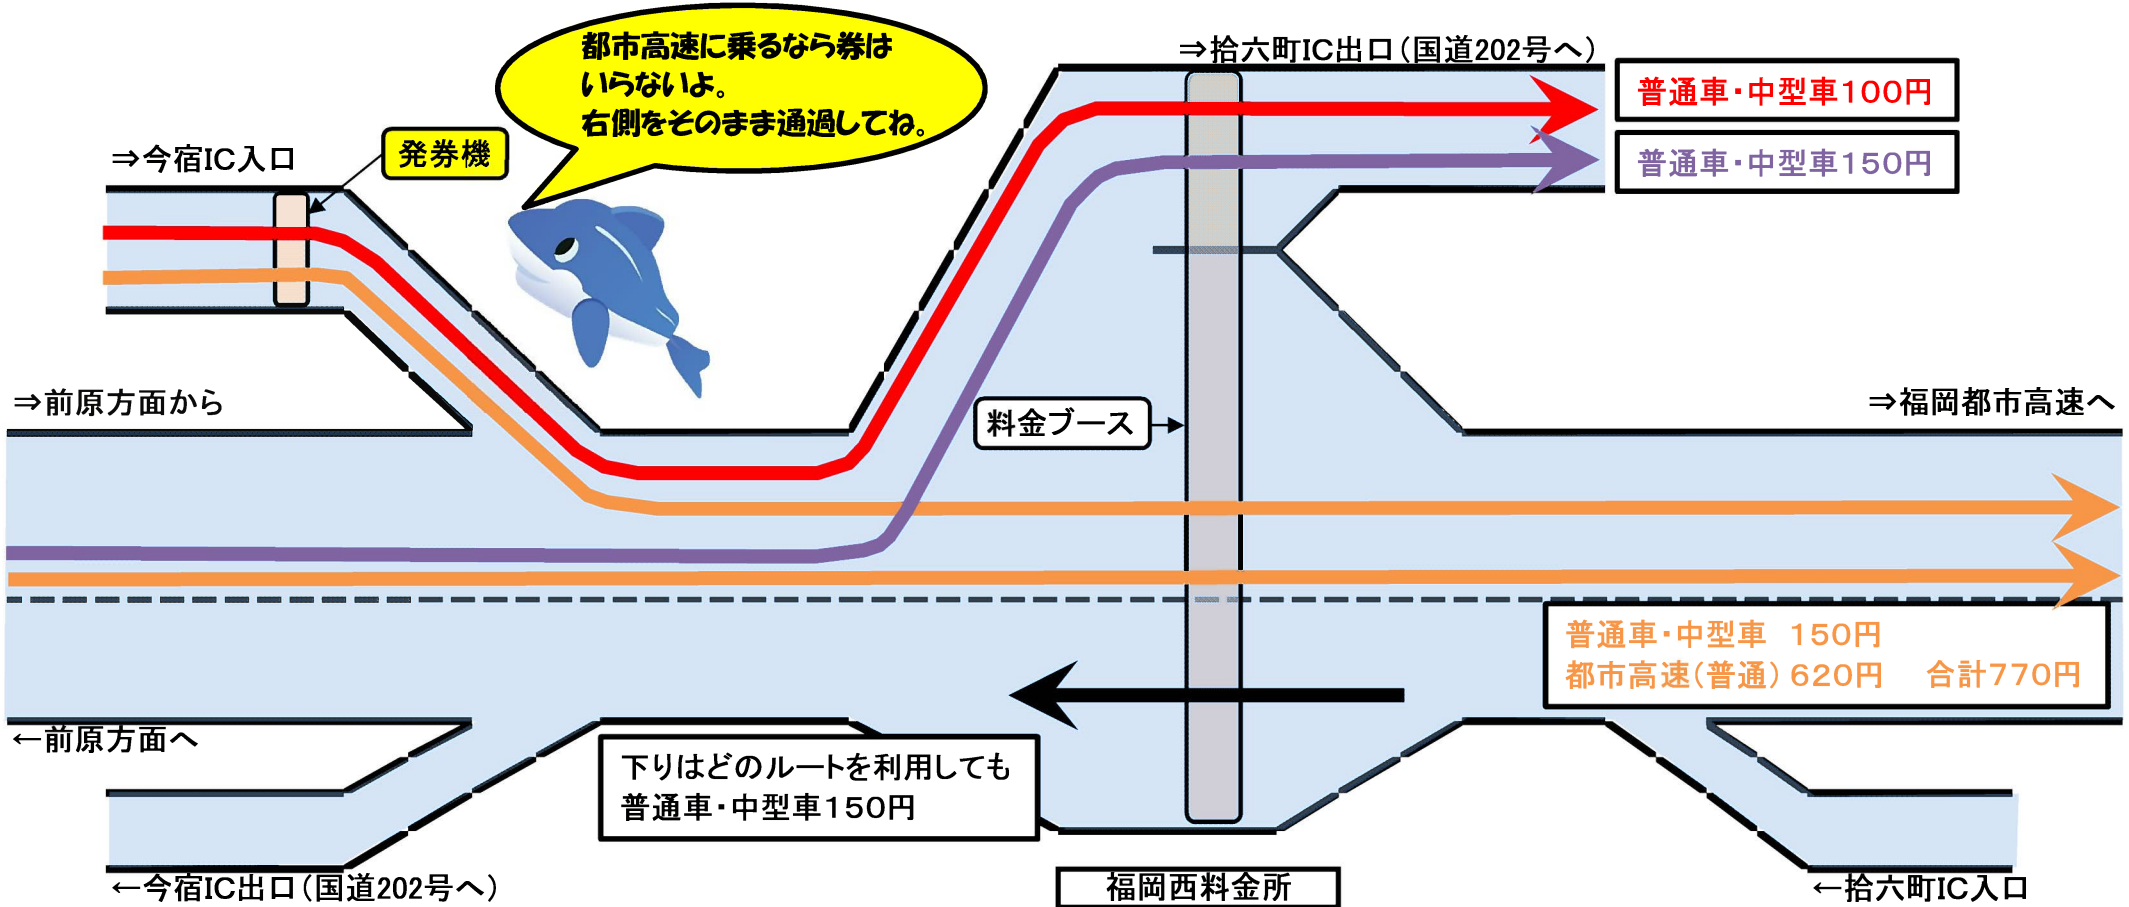 都市高速に乗るなら券は
いらないよ。
右側をそのまま通過してね。
⇒拾六町IC出口（国道202号へ）
普通車・中型車100円
発券機
⇒今宿IC入口
普通車・中型車150円
⇒前原方面から
料金ブース
⇒福岡都市高速へ
普通車・中型車　150円
都市高速（普通）620円　合計770円
←前原方面へ
下りはどのルートを利用しても
普通車・中型車150円
←今宿IC出口（国道202号へ）
福岡西料金所
←拾六町IC入口